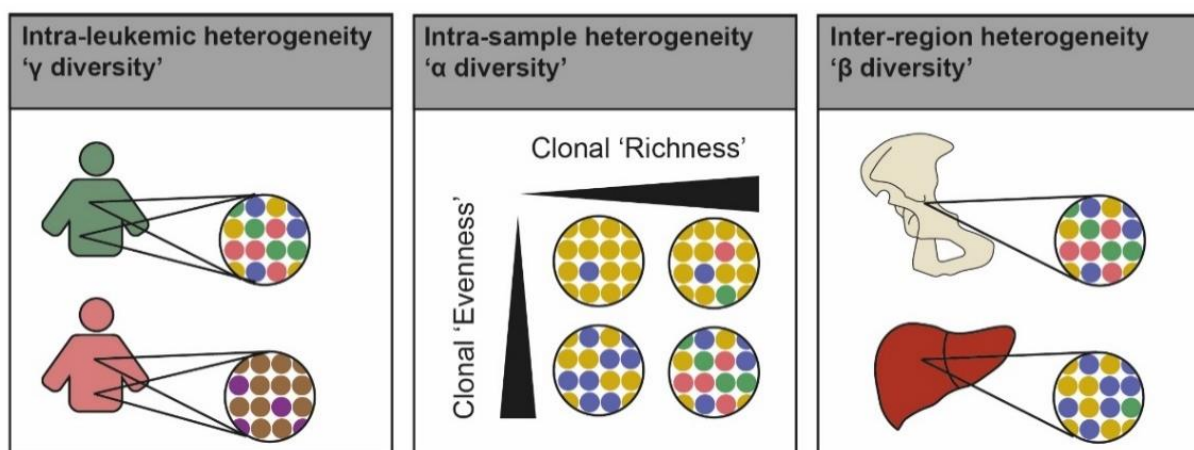 Intra-leukemic heterogeneity
‘γ diversity’
Intra-sample heterogeneity
‘α diversity’
Clonal ‘Richness’
Clonal ‘Evenness’
Inter-region heterogeneity
‘β diversity’